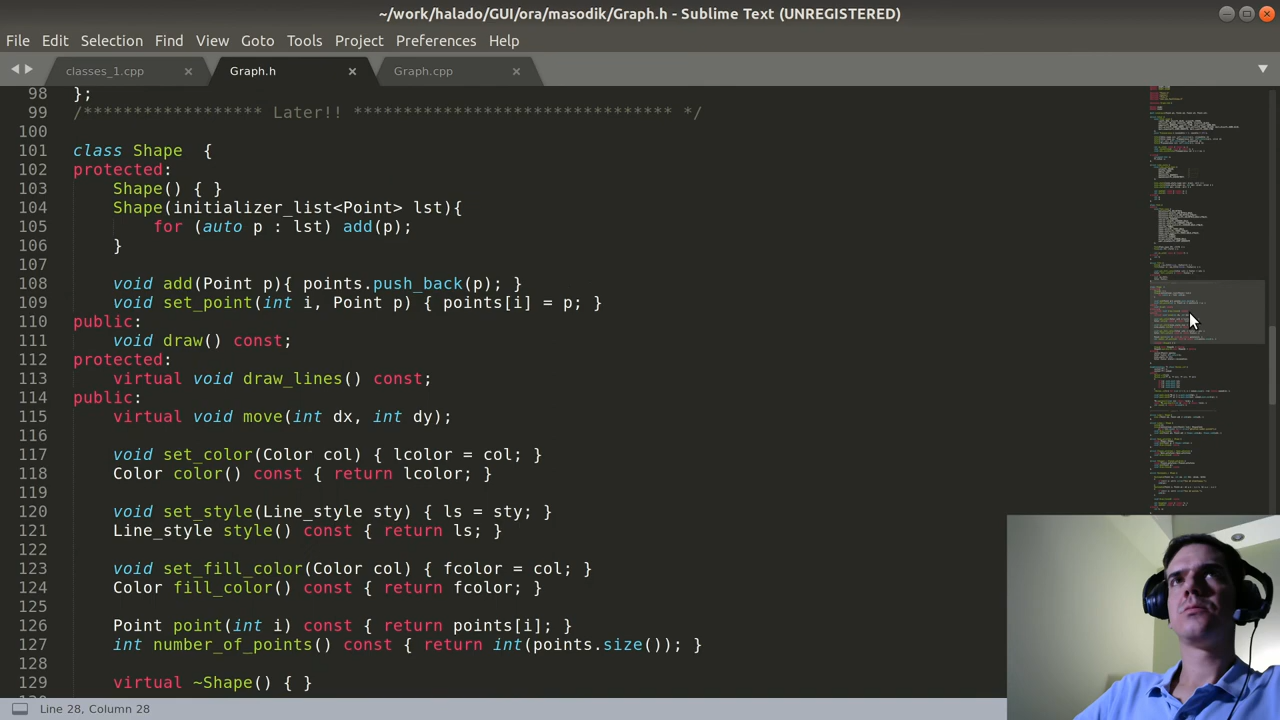 ~/work/halado/GUI/ora/masodik/Graph.h - Sublime Text (UNREGISTERED)
File Edit Selection Find View Goto Tools Project Preferences Help
classes_1.cpp × Graph.h × Graph.cpp ×
98 };
99 /***************** Later!! ******************************** */
100
101 class Shape  {
102 protected:
103     Shape() { }
104     Shape(initializer_list<Point> lst){
105         for (auto p : lst) add(p);
106     }
107
108     void add(Point p){ points.push_back(p); }
109     void set_point(int i, Point p) { points[i] = p; }
110 public:
111     void draw() const;
112 protected:
113     virtual void draw_lines() const;
114 public:
115     virtual void move(int dx, int dy);
116
117     void set_color(Color col) { lcolor = col; }
118     Color color() const { return lcolor; }
119
120     void set_style(Line_style sty) { ls = sty; }
121     Line_style style() const { return ls; }
122
123     void set_fill_color(Color col) { fcolor = col; }
124     Color fill_color() const { return fcolor; }
125
126     Point point(int i) const { return points[i]; }
127     int number_of_points() const { return int(points.size()); }
128
129     virtual ~Shape() { }
Line 28, Column 28